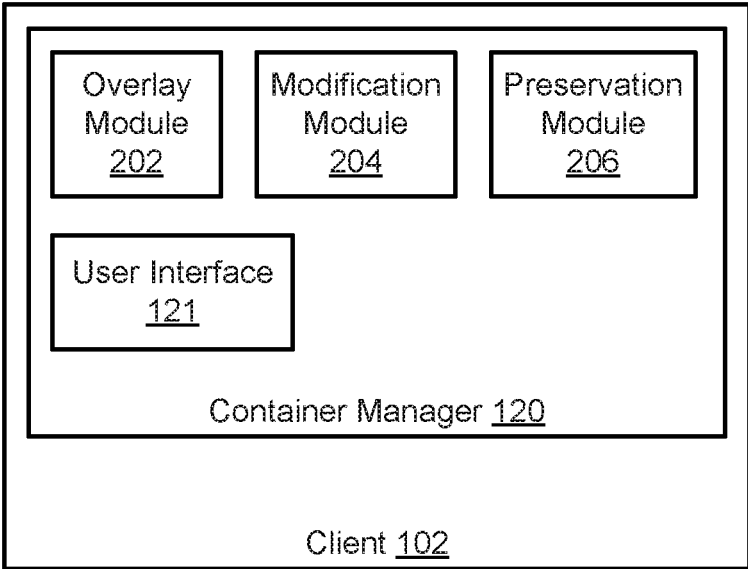 Overlay
Module
202
Modification
Module
204
Preservation
Module
206
User Interface
121
Container Manager 120
Client 102